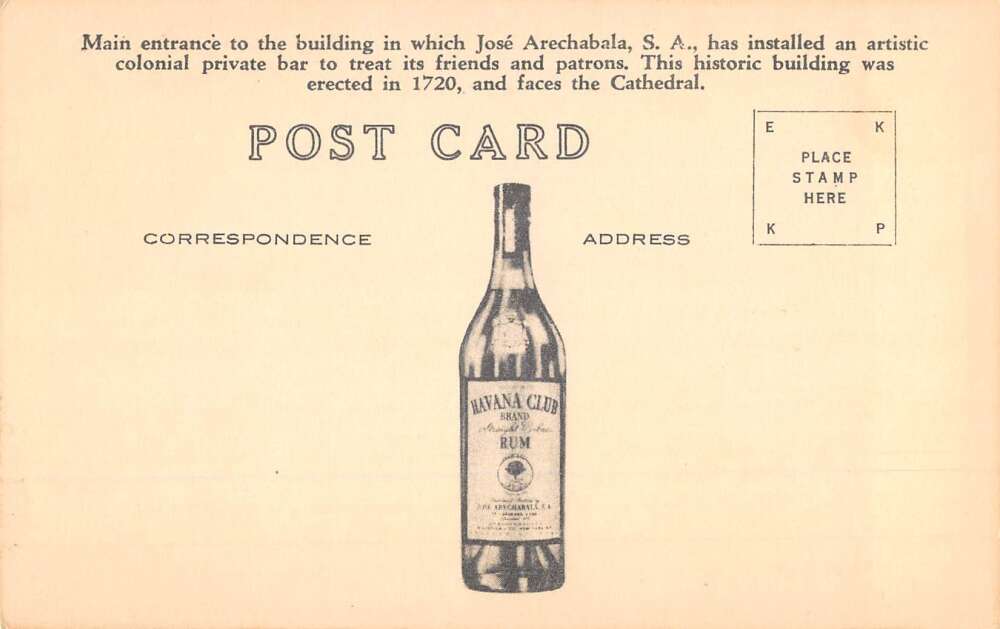 Main entrance to the building in which José Arechabala, S. A., has installed an artistic
colonial private bar to treat its friends and patrons. This historic building was
erected in 1720, and faces the Cathedral.
POST CARD
E K
PLACE
STAMP
HERE
K P
CORRESPONDENCE
ADDRESS
HAVANA CLUB
BRAND
Straight
RUM
ARECHABALA, S.A.